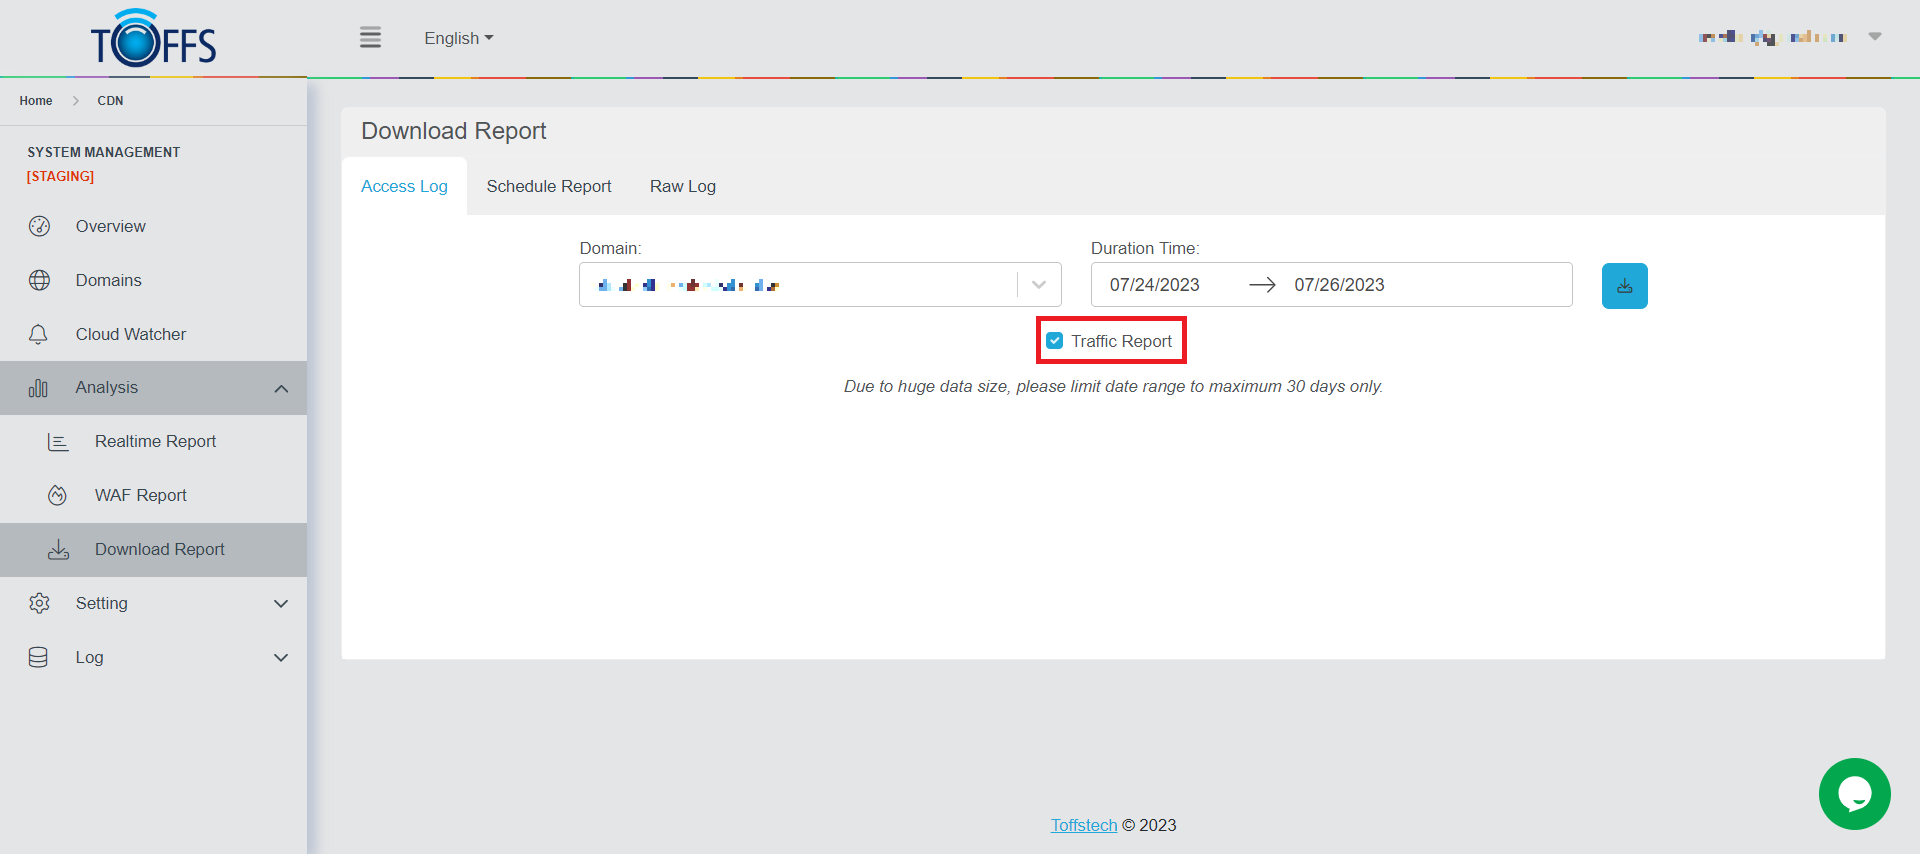 TOFFS
English
Home > CDN
SYSTEM MANAGEMENT
[STAGING]
Overview
Domains
Cloud Watcher
Analysis
Realtime Report
WAF Report
Download Report
Setting
Log
Download Report
Access Log Schedule Report Raw Log
Domain: Duration Time:
07/24/2023 → 07/26/2023
Traffic Report
Due to huge data size, please limit date range to maximum 30 days only.
Toffstech © 2023